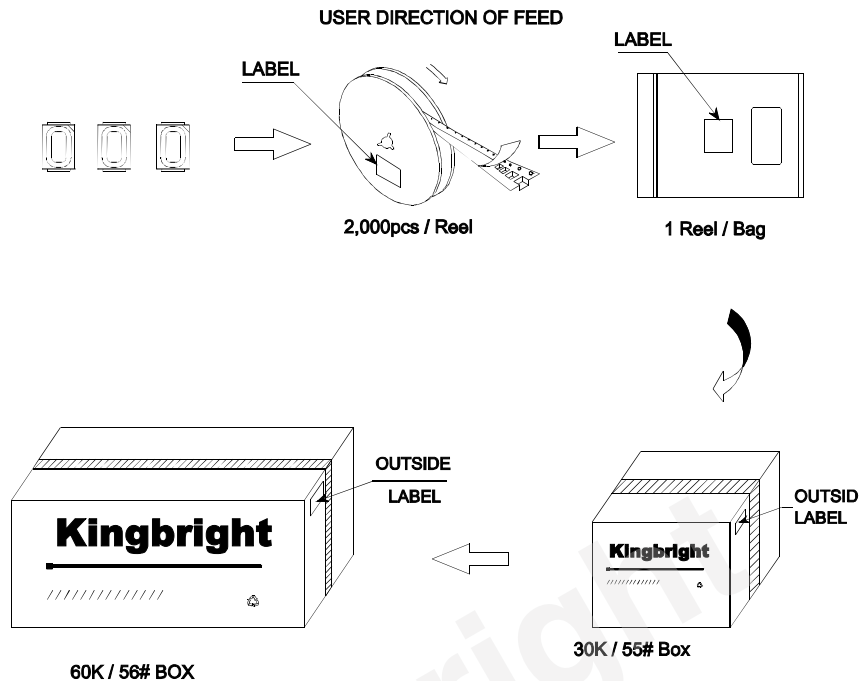 USER DIRECTION OF FEED
LABEL
LABEL
2,000pcs / Reel
1 Reel / Bag
OUTSIDE
LABEL
OUTSID
LABEL
Kingbright
Kingbright
60K / 56# BOX
30K / 55# Box
right